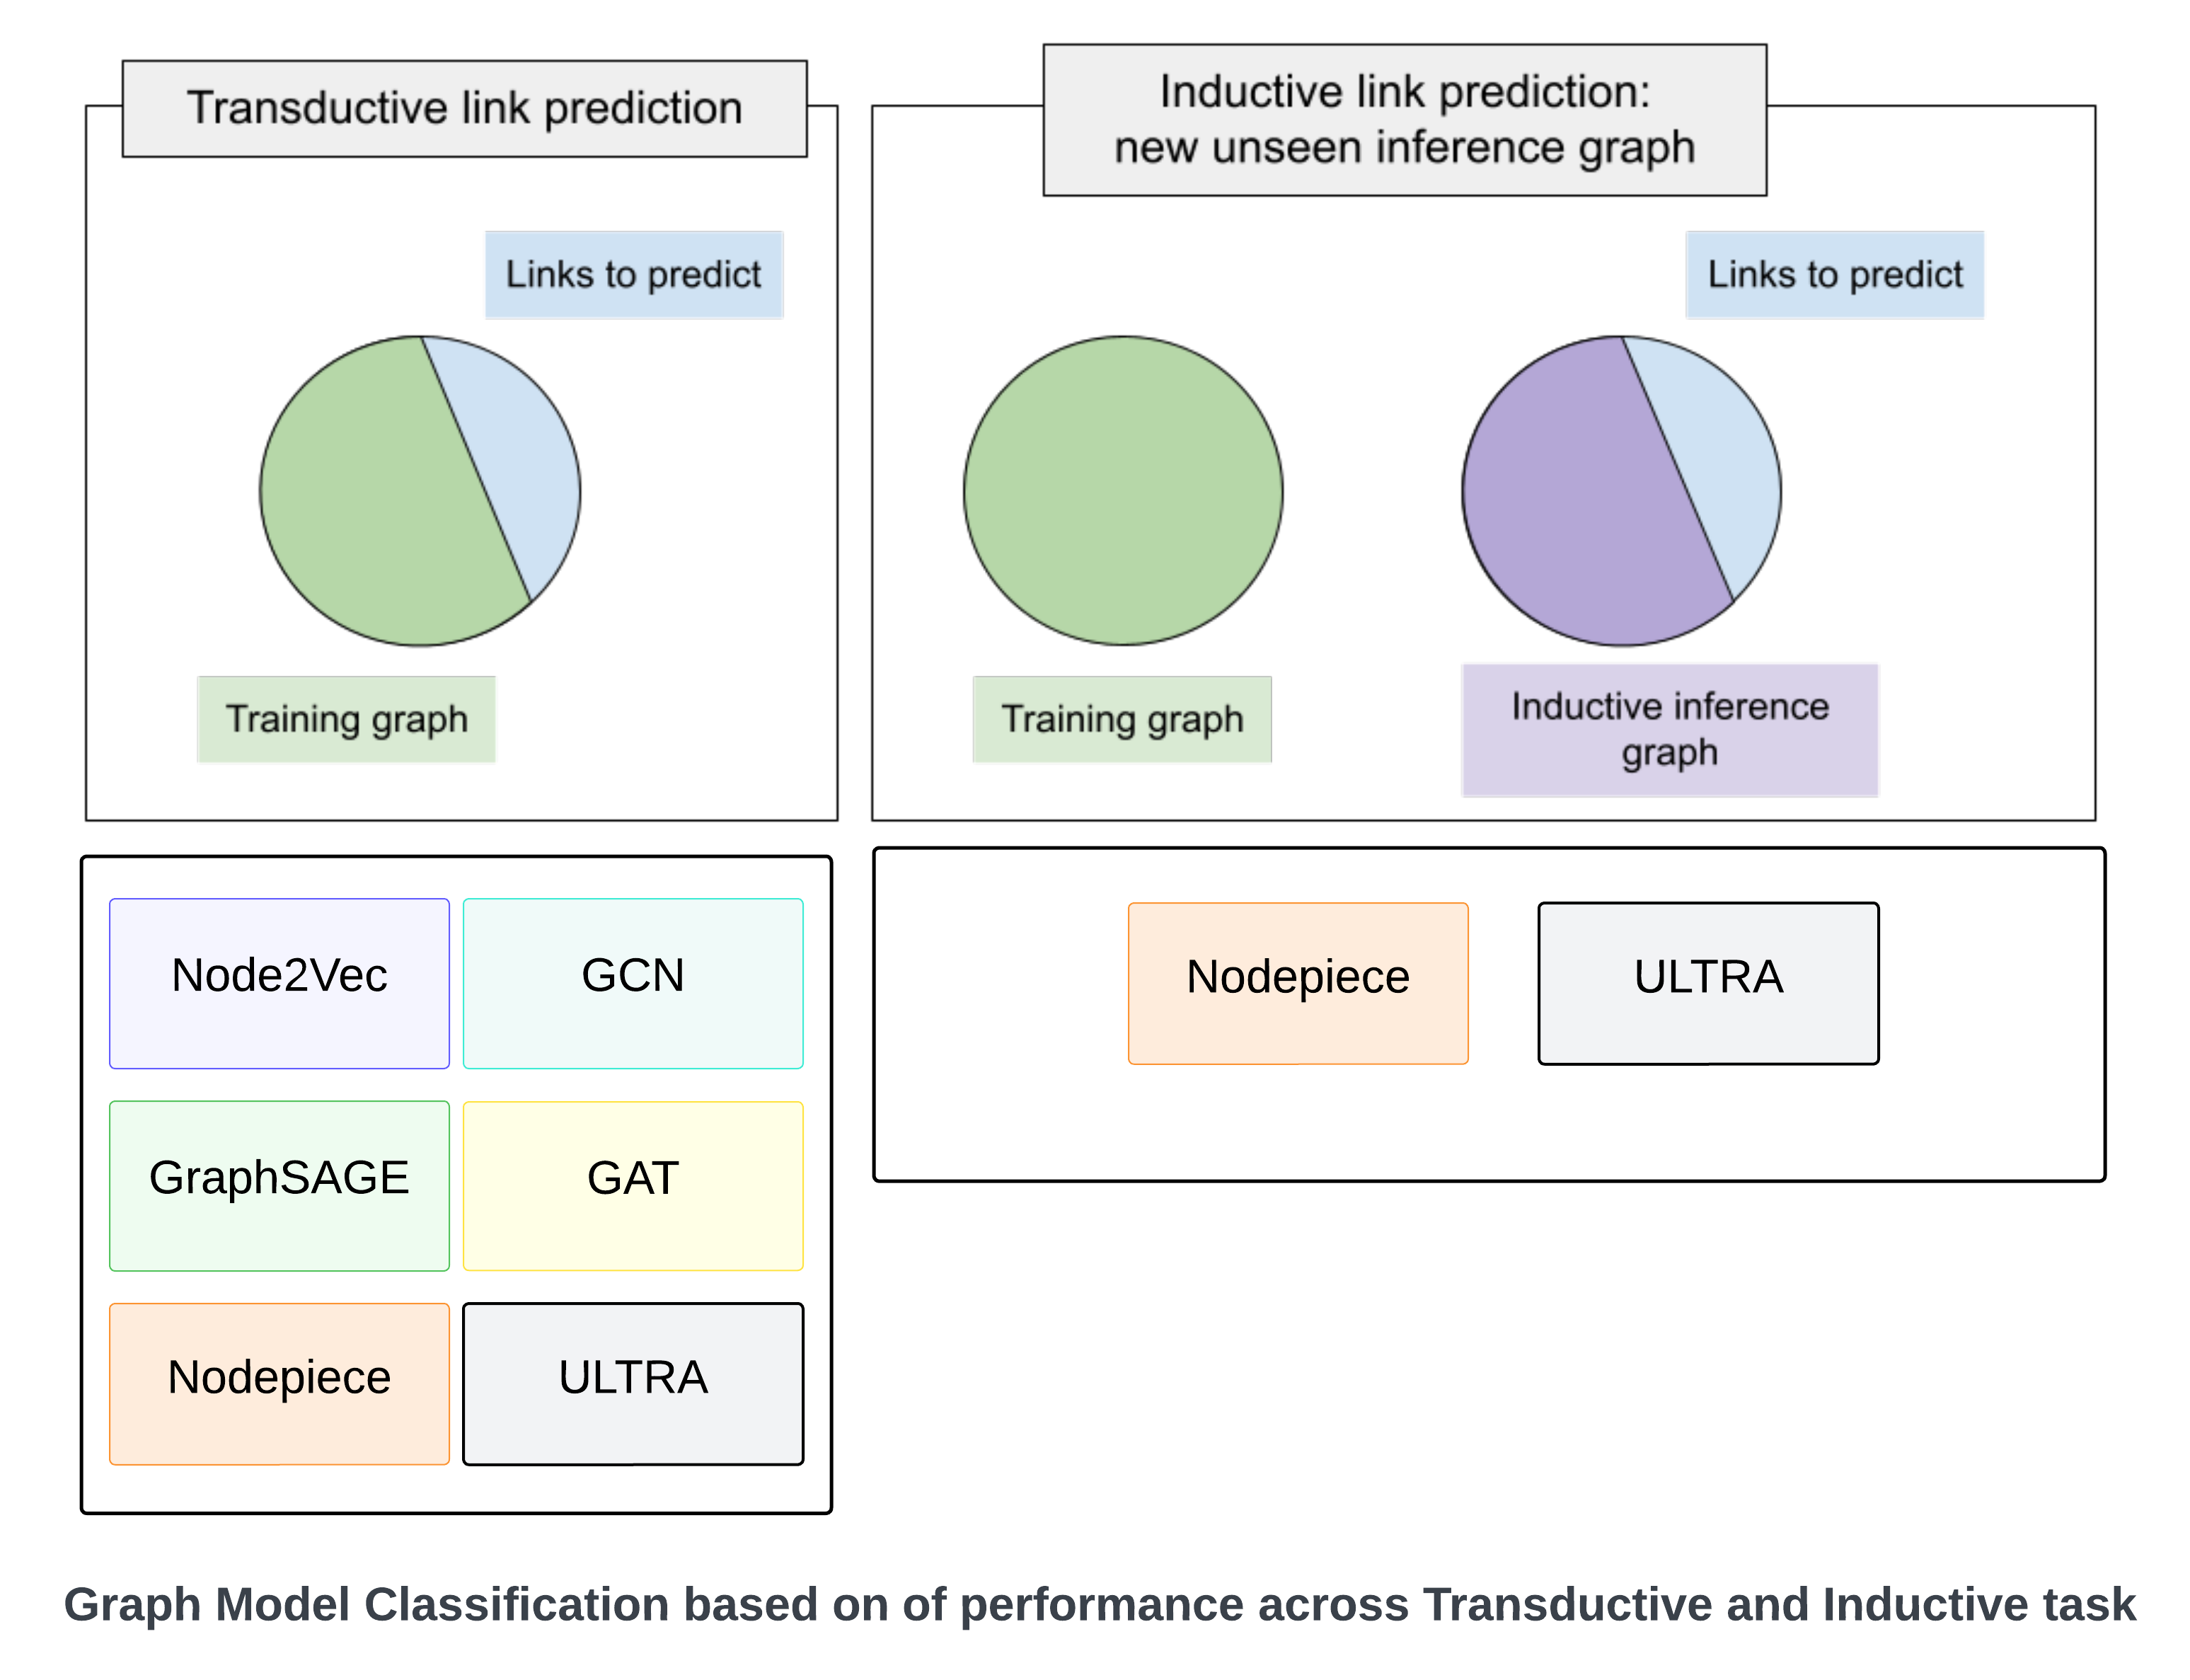 Transductive link prediction
Links to predict
Training graph
Inductive link prediction:
new unseen inference graph
Links to predict
Training graph
Inductive inference
graph
Node2Vec
GCN
GraphSAGE
GAT
Nodepiece
ULTRA
Nodepiece
ULTRA
Graph Model Classification based on of performance across Transductive and Inductive task